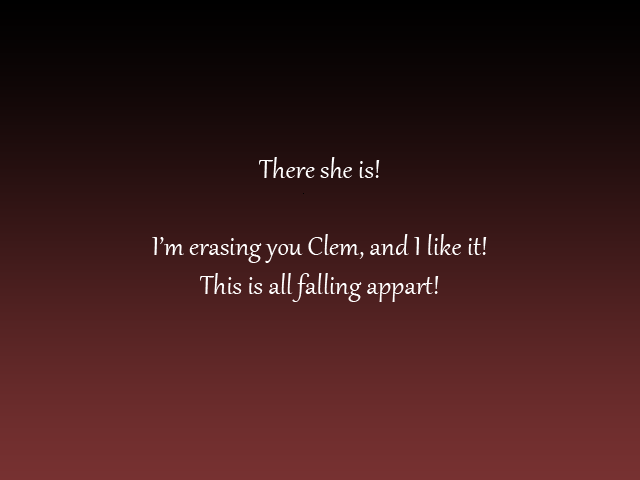 There she is!
I'm erasing you Clem, and I like it!
This is all falling appart!